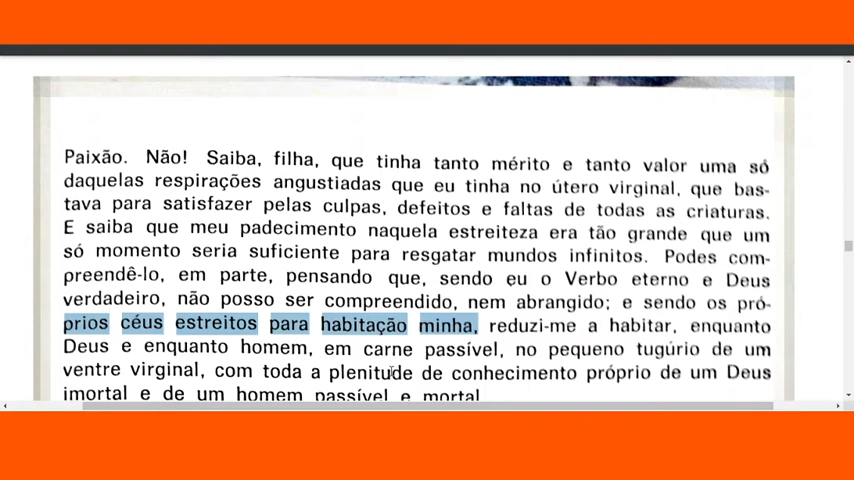 Paixão. Não! Saiba, filha, que tinha tanto mérito e tanto valor uma só
daquelas respirações angustiadas que eu tinha no útero virginal, que bas-
tava para satisfazer pelas culpas, defeitos e faltas de todas as criaturas.
E saiba que meu padecimento naquela estreiteza era tão grande que um
só momento seria suficiente para resgatar mundos infinitos. Podes com-
preendê-lo, em parte, pensando que, sendo eu o Verbo eterno e Deus
verdadeiro, não posso ser compreendido, nem abrangido; e sendo os pró-
prios céus estreitos para habitação minha, reduzi-me a habitar, enquanto
Deus e enquanto homem, em carne passível, no pequeno tugúrio de um
ventre virginal, com toda a plenitude de conhecimento próprio de um Deus
imortal e de um homem passível e mortal